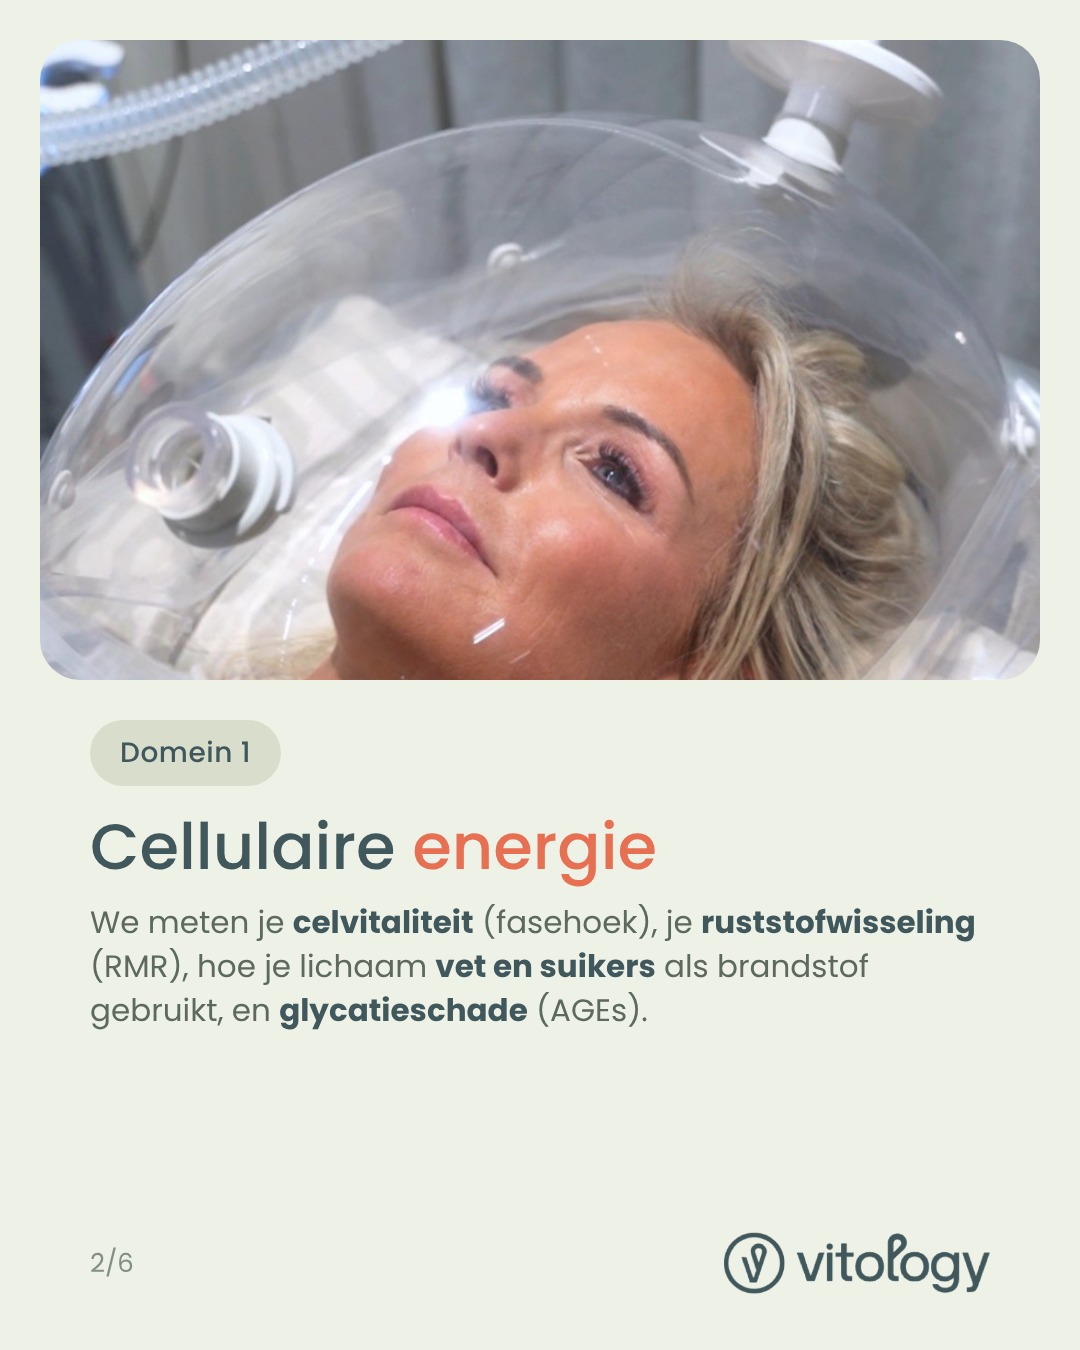 Domein 1
Cellulaire energie
We meten je celvitaliteit (fasehoek), je ruststofwisseling
(RMR), hoe je lichaam vet en suikers als brandstof
gebruikt, en glycatieschade (AGEs).
2/6
vitology